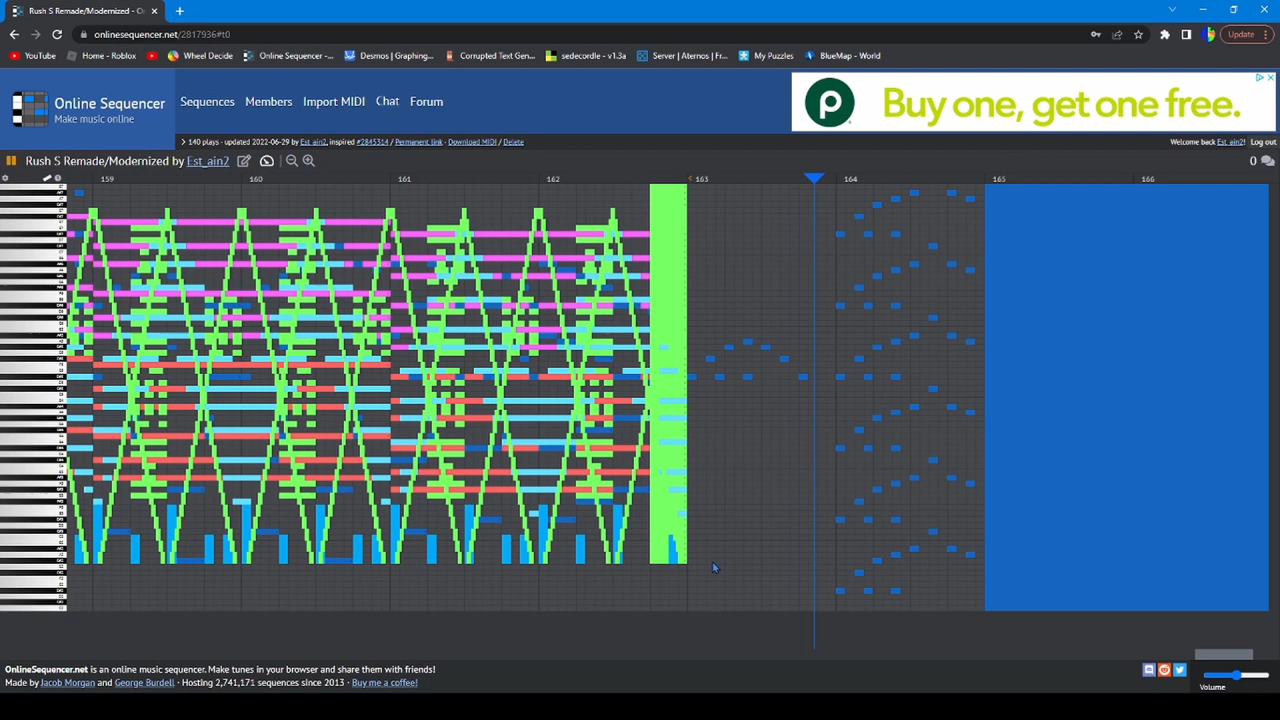 Rush S Remade/Modernized - O
onlinesequencer.net/2817936#t0
Update
YouTube
Home - Roblox
Wheel Decide
Online Sequencer -...
Desmos | Graphing...
Corrupted Text Gen...
sedecordle - v1.3a
Server | Aternos | Fr...
My Puzzles
BlueMap - World
Online Sequencer
Make music online
Sequences
Members
Import MIDI
Chat
Forum
Buy one, get one free.
140 plays - updated 2022-06-29 by Est_ain2, inspired #2845314 / Permanent link - Download MIDI / Delete
Welcome back Est_ain2! Log out
Rush S Remade/Modernized by Est_ain2
0
159
160
161
162
163
164
165
166
OnlineSequencer.net is an online music sequencer. Make tunes in your browser and share them with friends!
Made by Jacob Morgan and George Burdell · Hosting 2,741,171 sequences since 2013 · Buy me a coffee!
Volume